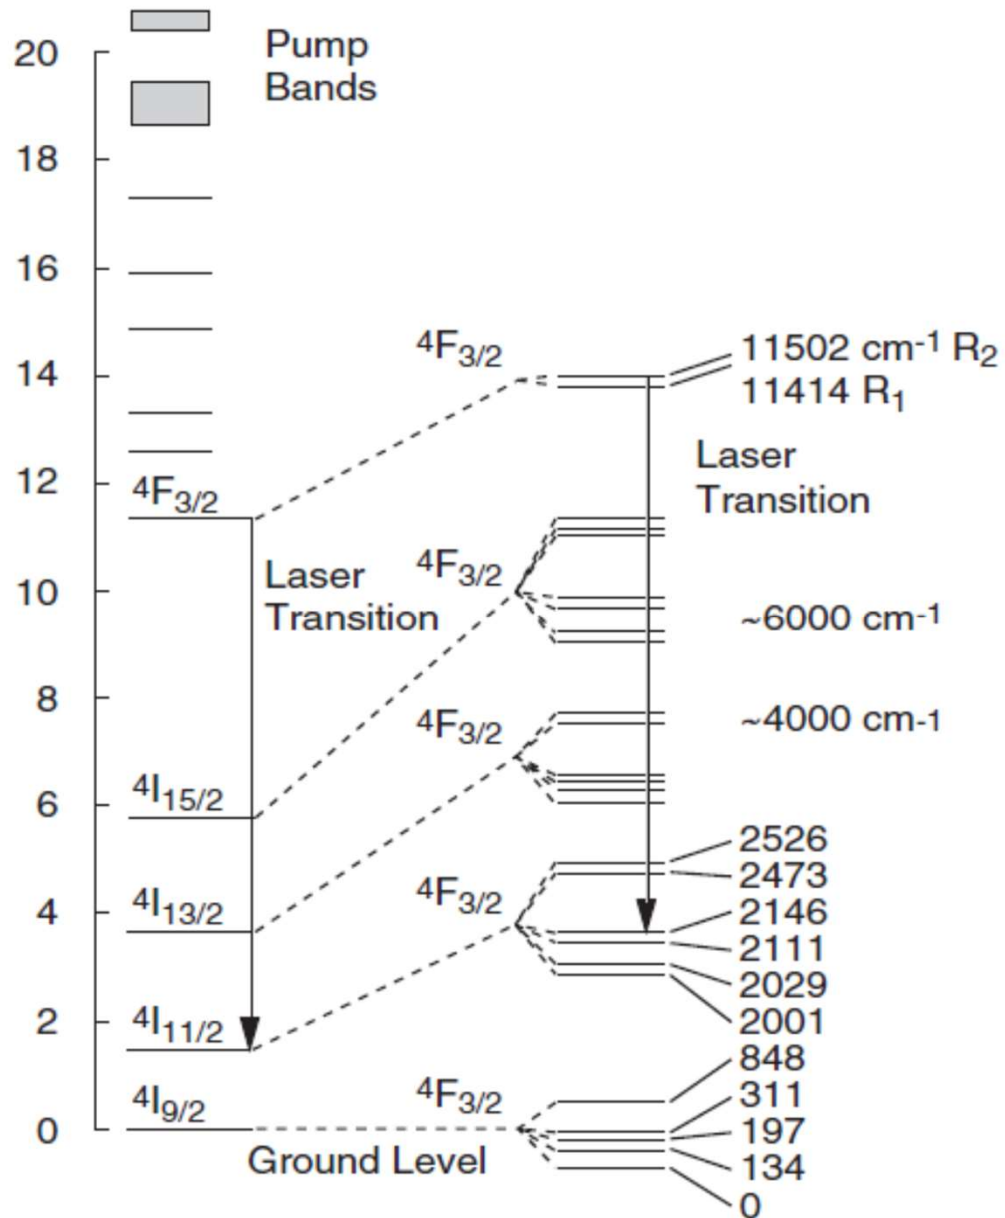 Pump
Bands
20
18
16
14
12
10
8
6
4
2
0
4F3/2
Laser
Transition
4I15/2
4I13/2
4I11/2
4I9/2
Ground Level
4F3/2
4F3/2
4F3/2
4F3/2
4F3/2
11502 cm-1 R2
11414 R1
Laser
Transition
~6000 cm-1
~4000 cm-1
2526
2473
2146
2111
2029
2001
848
311
197
134
0